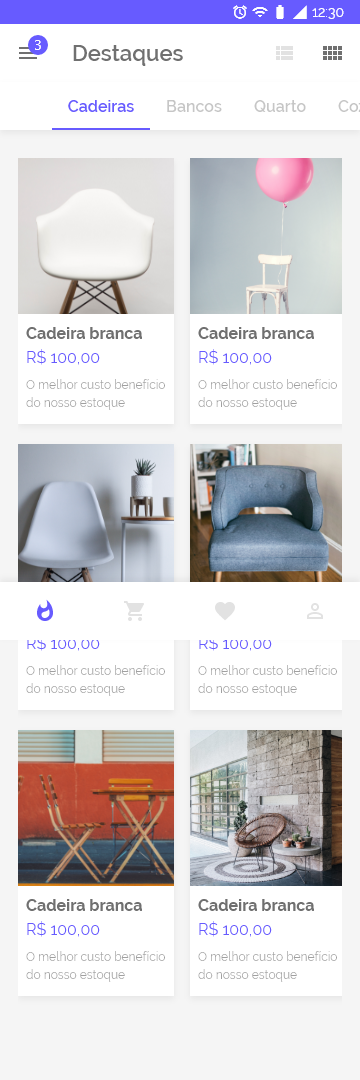 12:30
3
Destaques
Cadeiras Bancos Quarto Co
Cadeira branca
R$ 100,00
O melhor custo benefício
do nosso estoque
Cadeira branca
R$ 100,00
O melhor custo benefício
do nosso estoque
R$ 100,00
O melhor custo benefício
do nosso estoque
R$ 100,00
O melhor custo benefício
do nosso estoque
Cadeira branca
R$ 100,00
O melhor custo benefício
do nosso estoque
Cadeira branca
R$ 100,00
O melhor custo benefício
do nosso estoque